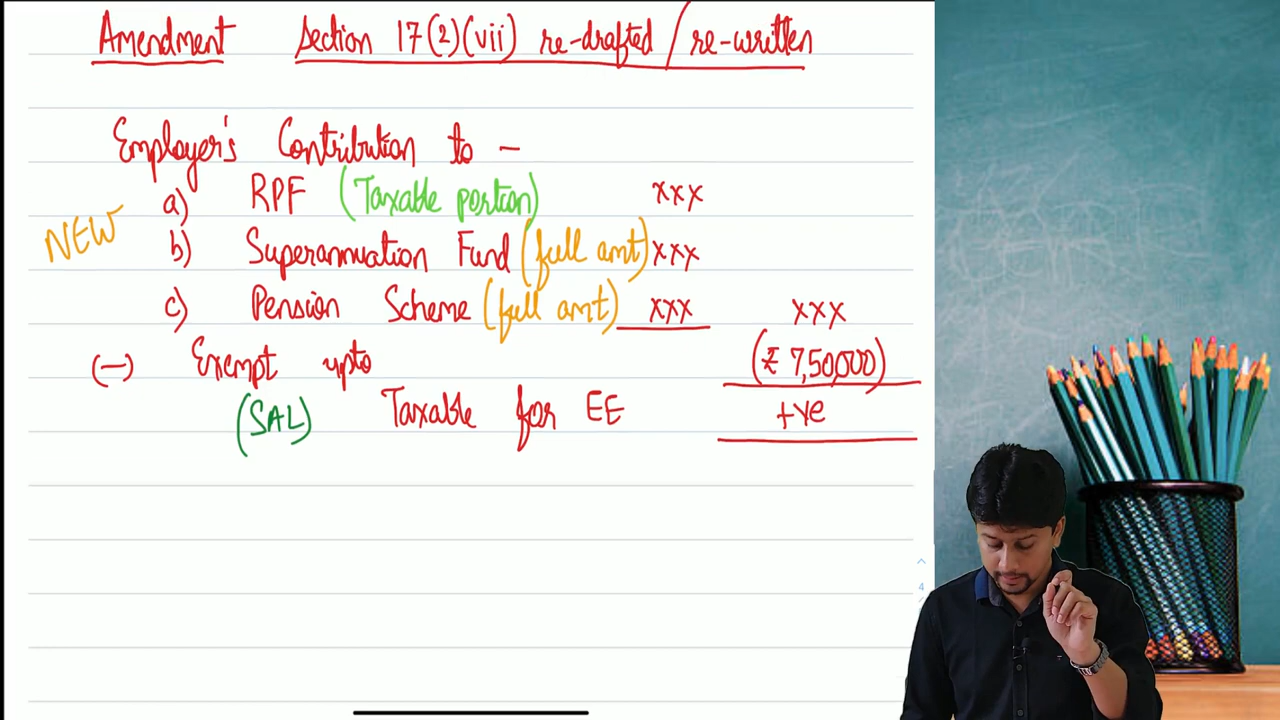 Amendment Section 17(2)(vii) re-drafted / re-written
Employer's Contribution to -
a) RPF (Taxable portion) xxx
NEW b) Superannuation Fund (full amt) xxx
c) Pension Scheme (full amt) xxx xxx
(-) Exempt upto (₹ 7,50,000)
(SAL) Taxable for EE +ve
4